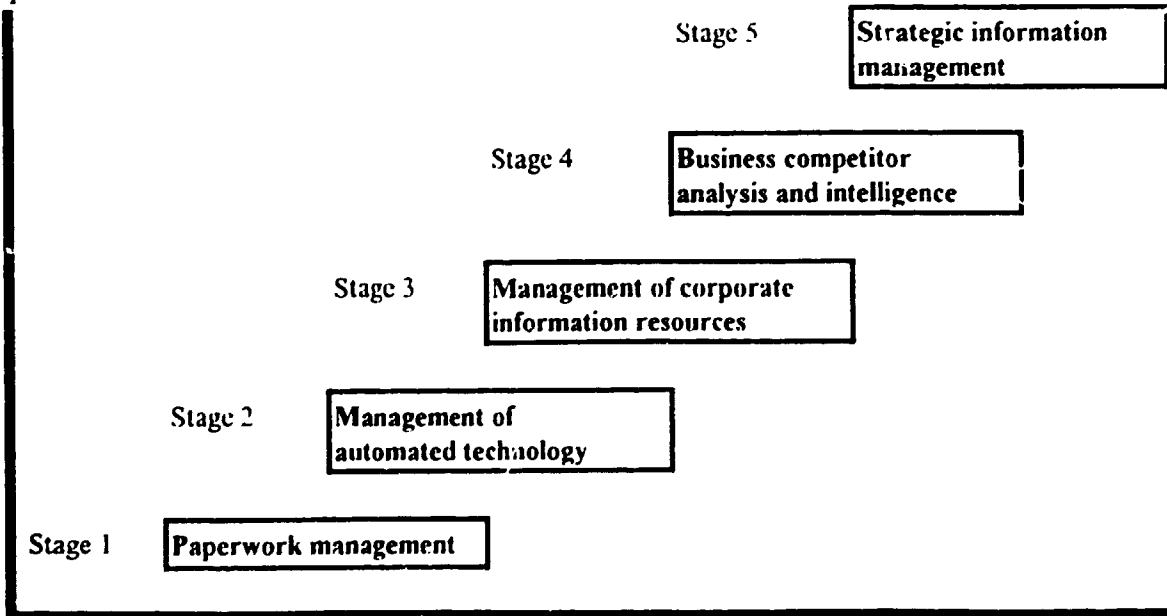 Stage 5
Strategic information
management
Stage 4
Business competitor
analysis and intelligence
Stage 3
Management of corporate
information resources
Stage 2
Management of
automated technology
Stage 1
Paperwork management